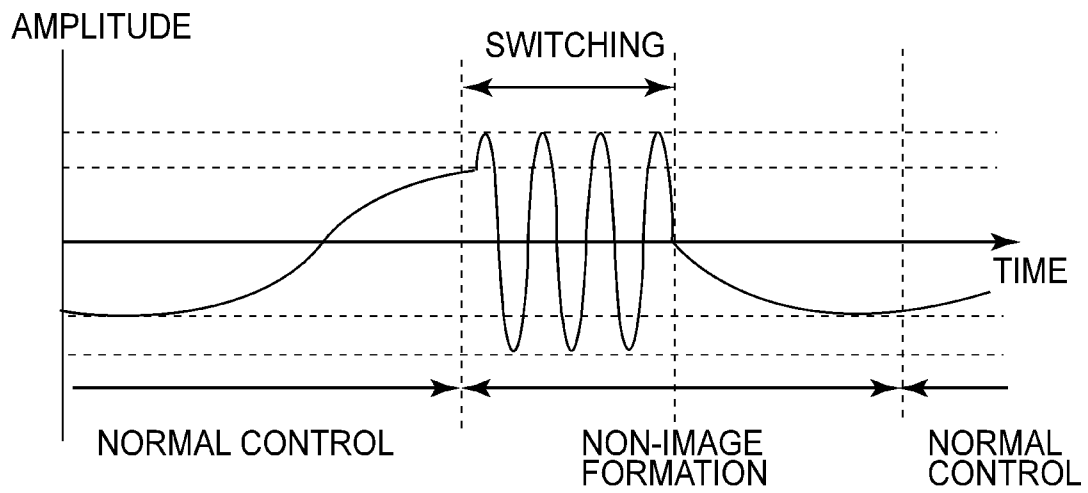 AMPLITUDE
SWITCHING
TIME
NORMAL CONTROL
NON-IMAGE
FORMATION
NORMAL
CONTROL